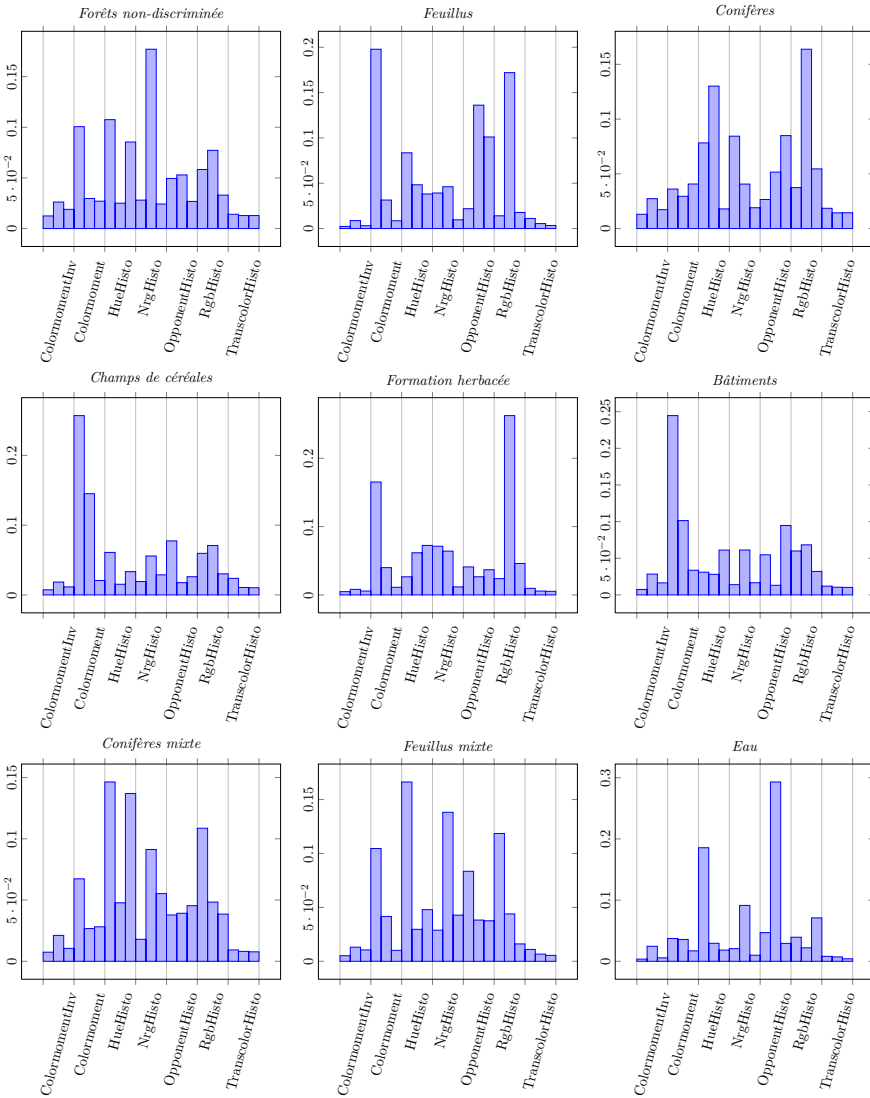 Forêts non-discriminée
0
5 · 10⁻²
0.1
0.15
ColormomentInv
Colormoment
HueHisto
NrgHisto
OpponentHisto
RgbHisto
TranscolorHisto
Feuillus
0
5 · 10⁻²
0.1
0.15
0.2
ColormomentInv
Colormoment
HueHisto
NrgHisto
OpponentHisto
RgbHisto
TranscolorHisto
Conifères
0
5 · 10⁻²
0.1
0.15
ColormomentInv
Colormoment
HueHisto
NrgHisto
OpponentHisto
RgbHisto
TranscolorHisto
Champs de céréales
0
0.1
0.2
ColormomentInv
Colormoment
HueHisto
NrgHisto
OpponentHisto
RgbHisto
TranscolorHisto
Formation herbacée
0
0.1
0.2
ColormomentInv
Colormoment
HueHisto
NrgHisto
OpponentHisto
RgbHisto
TranscolorHisto
Bâtiments
0
5 · 10⁻²
0.1
0.15
0.2
0.25
ColormomentInv
Colormoment
HueHisto
NrgHisto
OpponentHisto
RgbHisto
TranscolorHisto
Conifères mixte
0
5 · 10⁻²
0.1
0.15
ColormomentInv
Colormoment
HueHisto
NrgHisto
OpponentHisto
RgbHisto
TranscolorHisto
Feuillus mixte
0
5 · 10⁻²
0.1
0.15
ColormomentInv
Colormoment
HueHisto
NrgHisto
OpponentHisto
RgbHisto
TranscolorHisto
Eau
0
0.1
0.2
0.3
ColormomentInv
Colormoment
HueHisto
NrgHisto
OpponentHisto
RgbHisto
TranscolorHisto